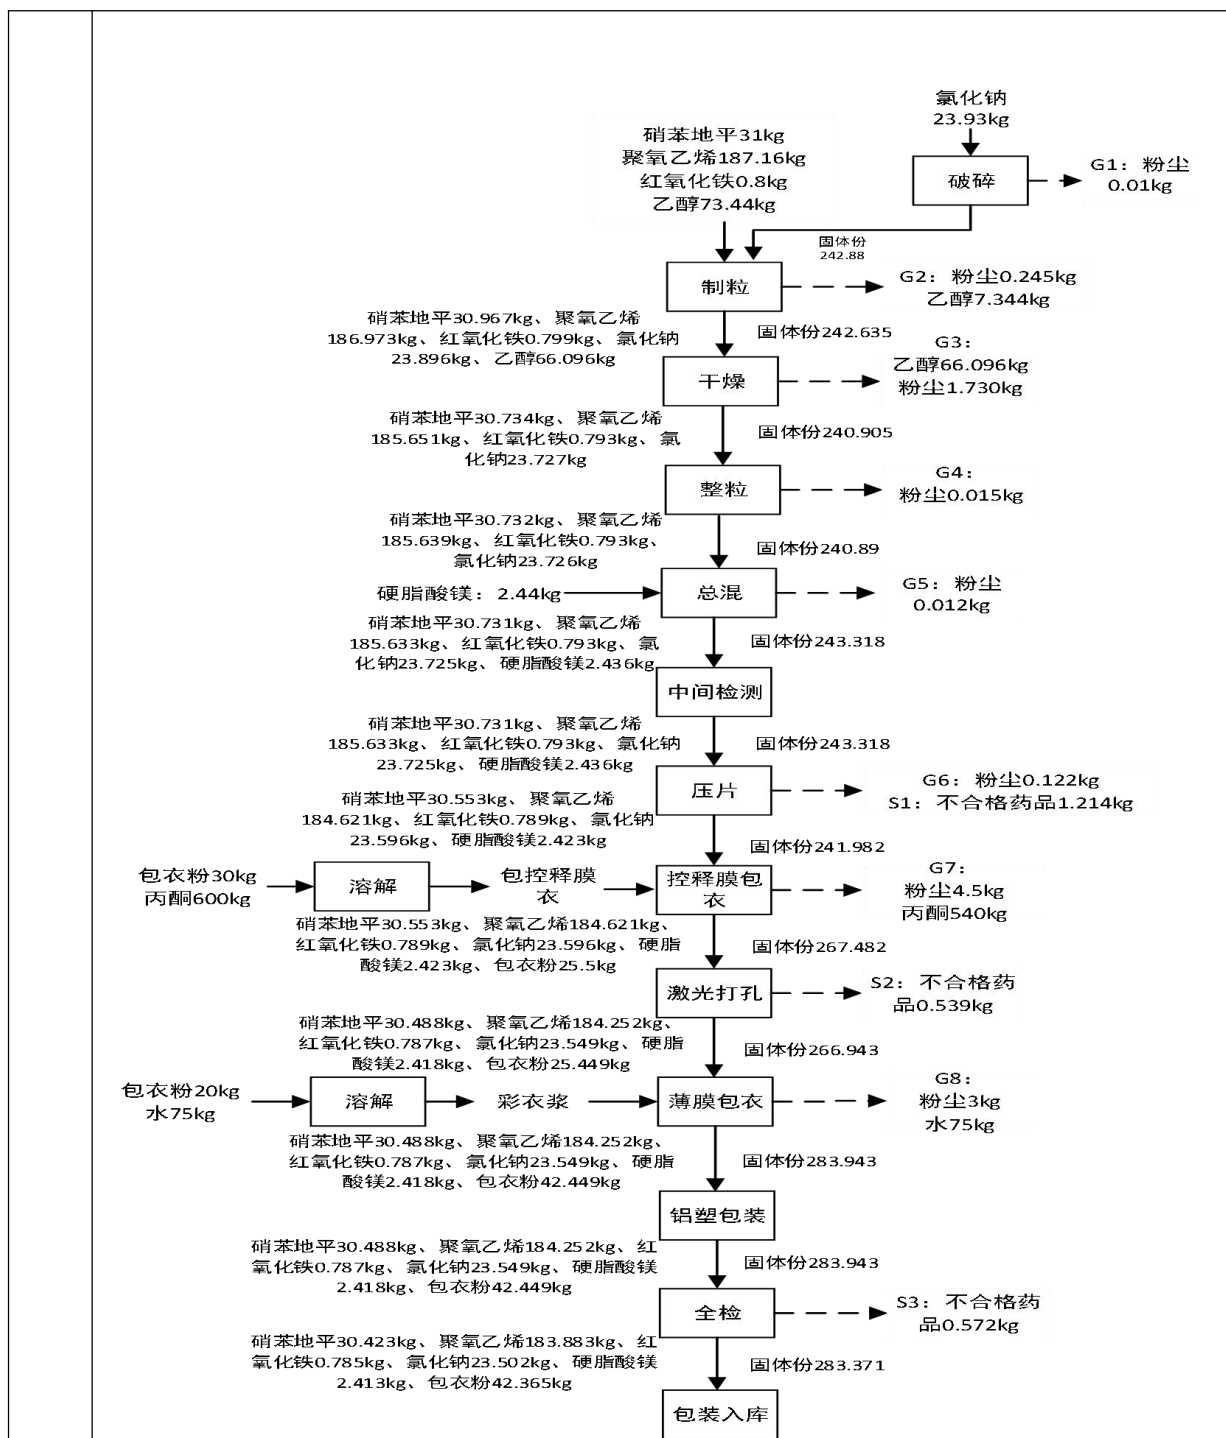 氯化钠
23.93kg
硝苯地平31kg
聚氧乙烯187.16kg
红氧化铁0.8kg
乙醇73.44kg
破碎
G1：粉尘
0.01kg
固体份
242.88
制粒
G2：粉尘0.245kg
乙醇7.344kg
硝苯地平30.967kg、聚氧乙烯
186.973kg、红氧化铁0.799kg、氯化钠
23.896kg、乙醇66.096kg
固体份242.635
G3：
乙醇66.096kg
粉尘1.730kg
干燥
硝苯地平30.734kg、聚氧乙烯
185.651kg、红氧化铁0.793kg、氯
化钠23.727kg
固体份240.905
整粒
G4：
粉尘0.015kg
硝苯地平30.732kg、聚氧乙烯
185.639kg、红氧化铁0.793kg、
氯化钠23.726kg
固体份240.89
硬脂酸镁：2.44kg
总混
G5：粉尘
0.012kg
硝苯地平30.731kg、聚氧乙烯
185.633kg、红氧化铁0.793kg、氯
化钠23.725kg、硬脂酸镁2.436kg
固体份243.318
中间检测
硝苯地平30.731kg、聚氧乙烯
185.633kg、红氧化铁0.793kg、氯化钠
23.725kg、硬脂酸镁2.436kg
固体份243.318
压片
G6：粉尘0.122kg
S1：不合格药品1.214kg
硝苯地平30.553kg、聚氧乙烯
184.621kg、红氧化铁0.789kg、氯化钠
23.596kg、硬脂酸镁2.423kg
固体份241.982
包衣粉30kg
丙酮600kg
溶解
包控释膜
衣
控释膜包
衣
G7：
粉尘4.5kg
丙酮540kg
硝苯地平30.553kg、聚氧乙烯184.621kg、
红氧化铁0.789kg、氯化钠23.596kg、硬脂
酸镁2.423kg、包衣粉25.5kg
固体份267.482
激光打孔
S2：不合格药
品0.539kg
硝苯地平30.488kg、聚氧乙烯184.252kg、
红氧化铁0.787kg、氯化钠23.549kg、硬脂
酸镁2.418kg、包衣粉25.449kg
固体份266.943
包衣粉20kg
水75kg
溶解
彩衣浆
薄膜包衣
G8：
粉尘3kg
水75kg
硝苯地平30.488kg、聚氧乙烯184.252kg、
红氧化铁0.787kg、氯化钠23.549kg、硬脂
酸镁2.418kg、包衣粉42.449kg
固体份283.943
铝塑包装
硝苯地平30.488kg、聚氧乙烯184.252kg、红
氧化铁0.787kg、氯化钠23.549kg、硬脂酸镁
2.418kg、包衣粉42.449kg
固体份283.943
全检
S3：不合格药
品0.572kg
硝苯地平30.423kg、聚氧乙烯183.883kg、红
氧化铁0.785kg、氯化钠23.502kg、硬脂酸镁
2.413kg、包衣粉42.365kg
固体份283.371
包装入库